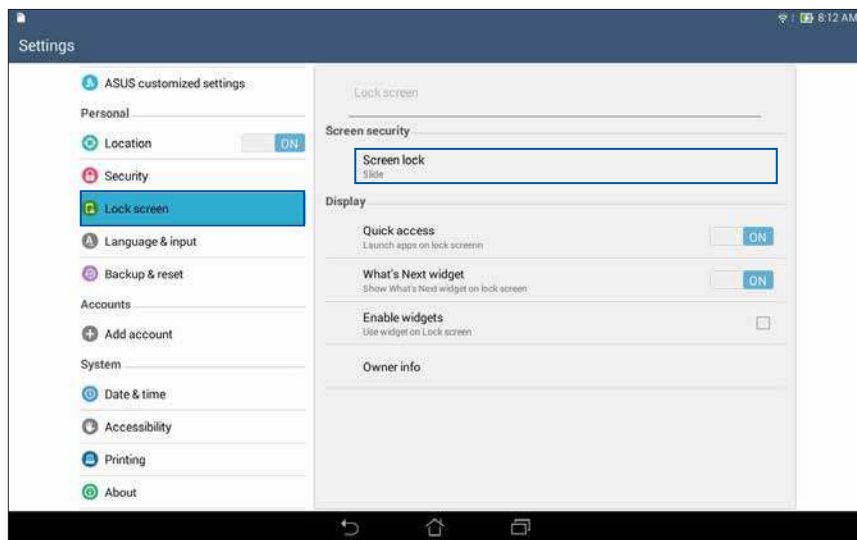 8:12 AM
Settings
ASUS customized settings
Personal
Location
ON
Security
Lock screen
Language & input
Backup & reset
Accounts
Add account
System
Date & time
Accessibility
Printing
About
Lock screen
Screen security
Screen lock
Slide
Display
Quick access
ON
Launch apps on lock screenn
What's Next widget
ON
Show What's Next widget on lock screen
Enable widgets
Use widget on Lock screen
Owner info